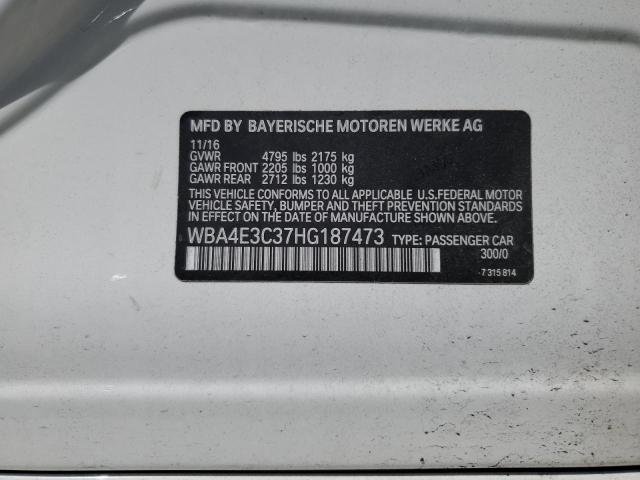 MFD BY BAYERISCHE MOTOREN WERKE AG
11/16
GVWR 4795 lbs 2175 kg
GAWR FRONT 2205 lbs 1000 kg
GAWR REAR 2712 lbs 1230 kg
THIS VEHICLE CONFORMS TO ALL APPLICABLE U.S.FEDERAL MOTOR
VEHICLE SAFETY, BUMPER AND THEFT PREVENTION STANDARDS
IN EFFECT ON THE DATE OF MANUFACTURE SHOWN ABOVE.
WBA4E3C37HG187473 TYPE: PASSENGER CAR
300/0
7 315 814